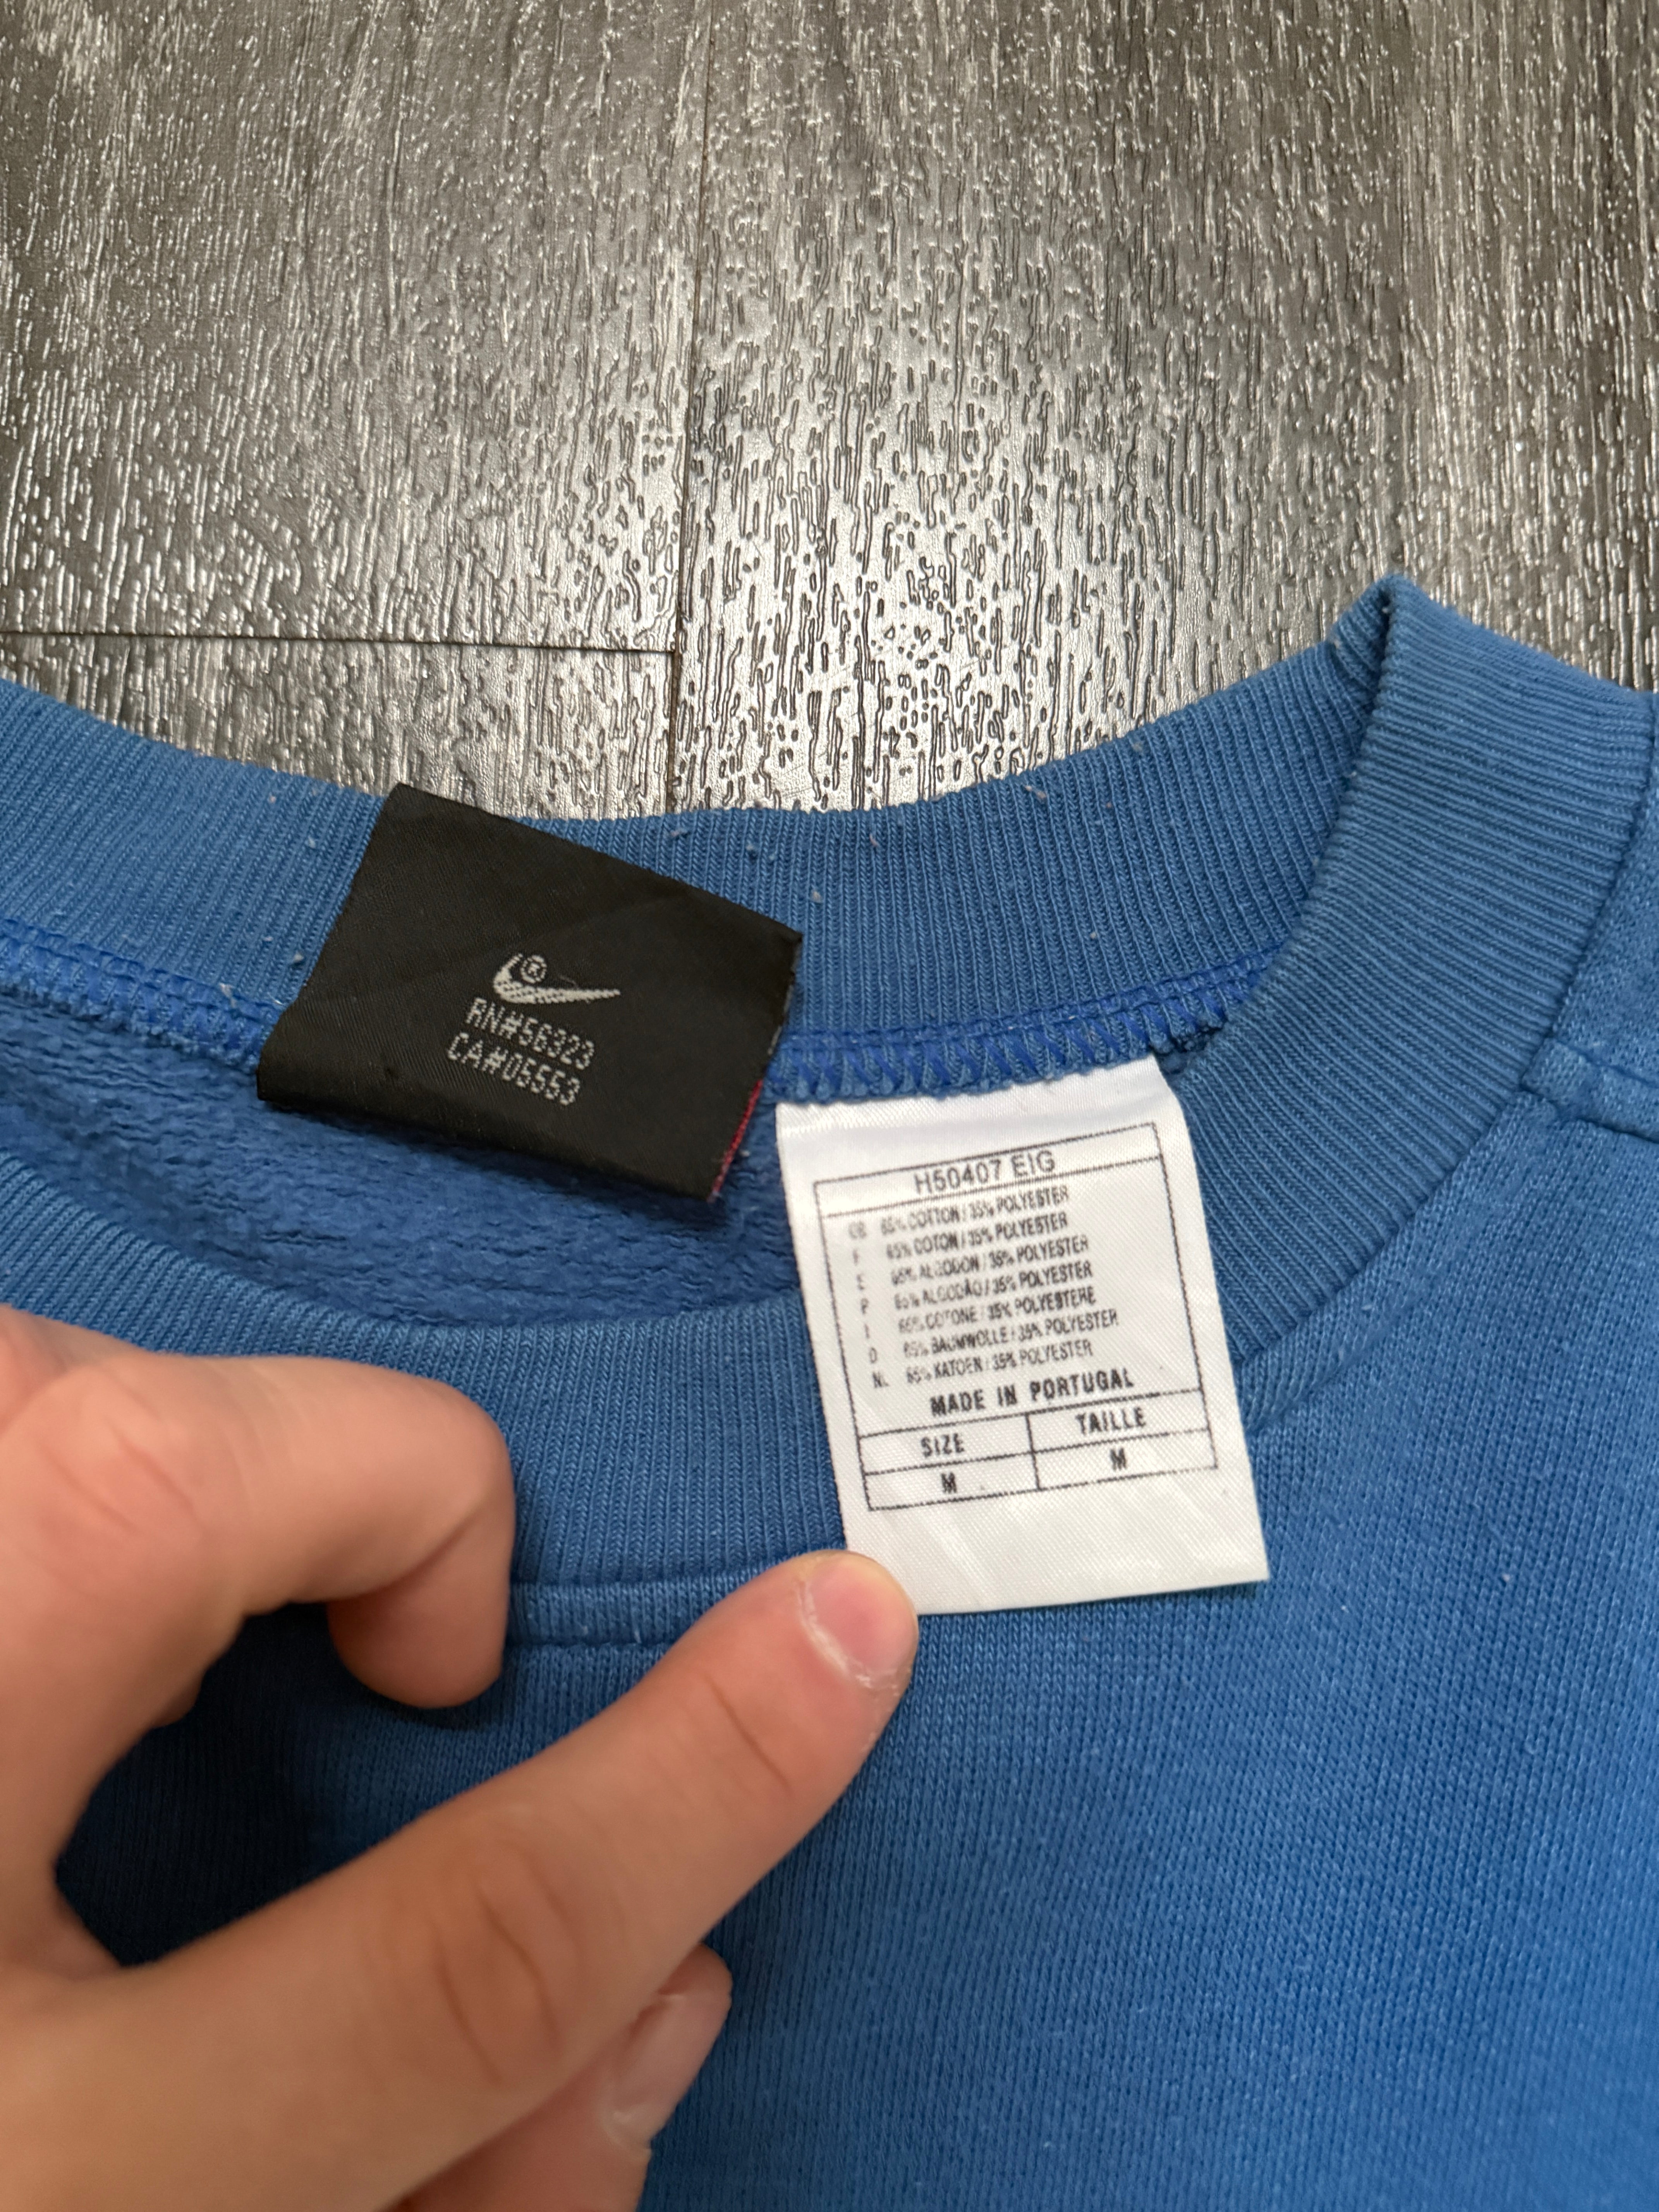 ®
RN#56323
CA#05553
H50407 EIG
GB 65% COTTON / 35% POLYESTER
F 65% COTON / 35% POLYESTER
E 65% ALGODON / 35% POLYESTER
P 65% ALGODÃO / 35% POLYESTER
I 65% COTONE / 35% POLYESTERE
D 65% BAUMWOLLE / 35% POLYESTER
NL 65% KATOEN / 35% POLYESTER
MADE IN PORTUGAL
SIZE TAILLE
M M